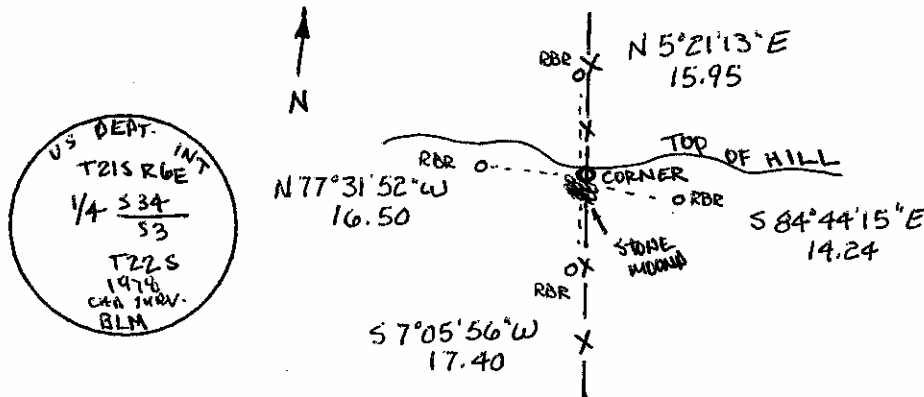 US DEPT. INT
T21S R6E
1/4 S34
S3
T22S
1978
BLM
N
RBR
N 5°21'13"E
15.95
TOP OF HILL
RBR
CORNER
N 77°31'52"W
16.50
RBR
S 84°44'15"E
14.24
STONE
MOUND
RBR
S 7°05'56"W
17.40